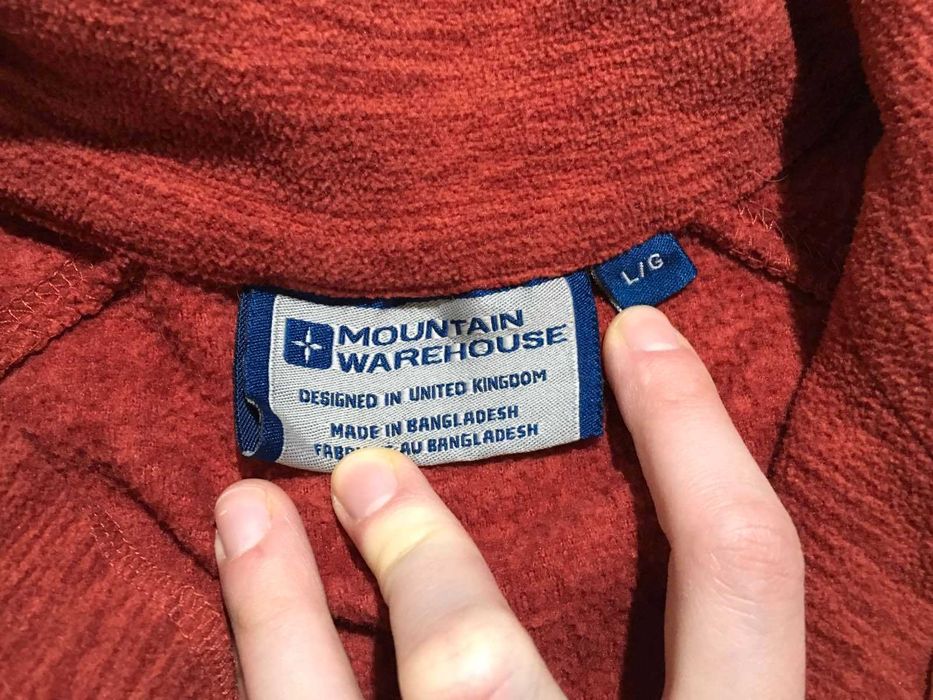 MOUNTAIN
WAREHOUSE
DESIGNED IN UNITED KINGDOM
MADE IN BANGLADESH
AU BANGLADESH
L/G